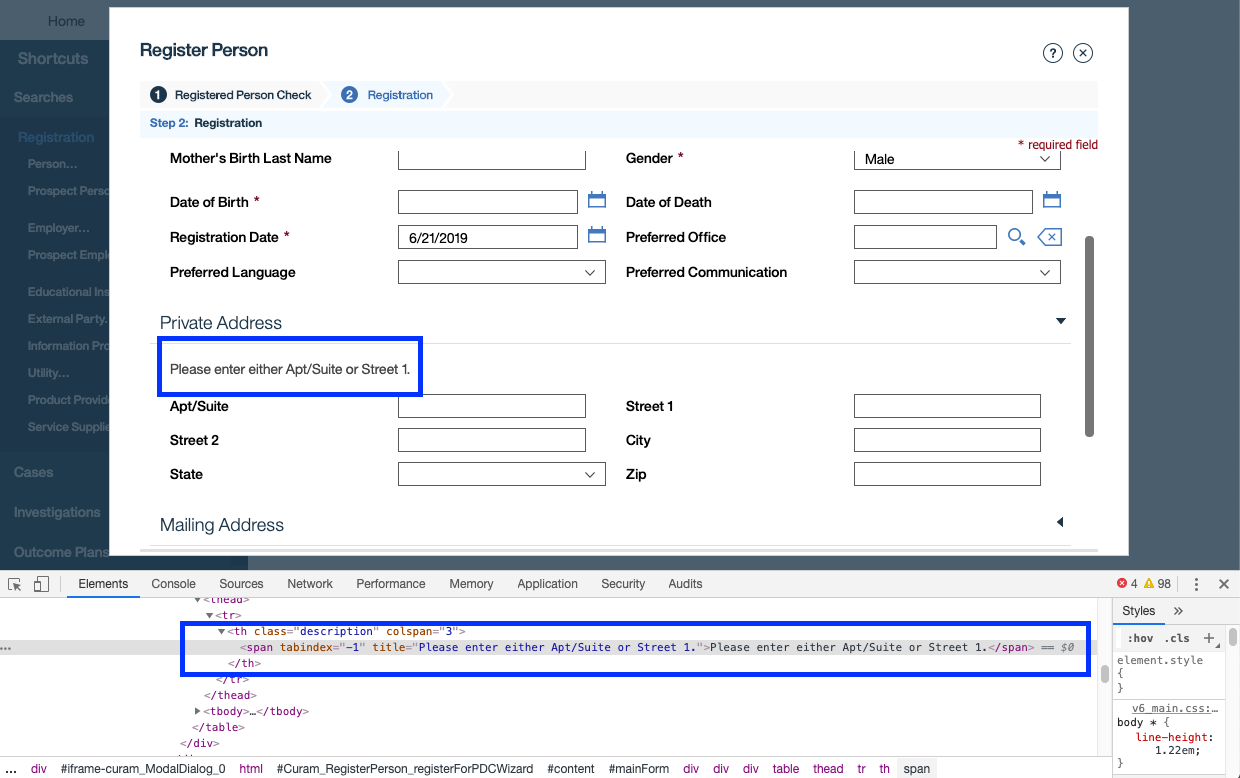 Home
Shortcuts
Searches
Registration
Person...
Prospect Perso
Employer...
Prospect Emplo
Educational Ins
External Party.
Information Pro
Utility...
Product Provide
Service Supplie
Cases
Investigations
Outcome Plans
Register Person
?
1 Registered Person Check 2 Registration
Step 2: Registration
* required field
Mother's Birth Last Name Gender * Male
Date of Birth * Date of Death
Registration Date * 6/21/2019 Preferred Office
Preferred Language Preferred Communication
Private Address
Please enter either Apt/Suite or Street 1.
Apt/Suite Street 1
Street 2 City
State Zip
Mailing Address
Elements Console Sources Network Performance Memory Application Security Audits 4 98
<thead>
<tr>
<th class="description" colspan="3">
... <span tabindex="-1" title="Please enter either Apt/Suite or Street 1.">Please enter either Apt/Suite or Street 1.</span> == $0
</th>
</tr>
</thead>
<tbody>…</tbody>
</table>
</div>
Styles »
:hov .cls +
element.style
{
}
v6_main.css:…
body * {
line-height:
1.22em;
}
... div #iframe-curam_ModalDialog_0 html #Curam_RegisterPerson_registerForPDCWizard #content #mainForm div div div table thead tr th span